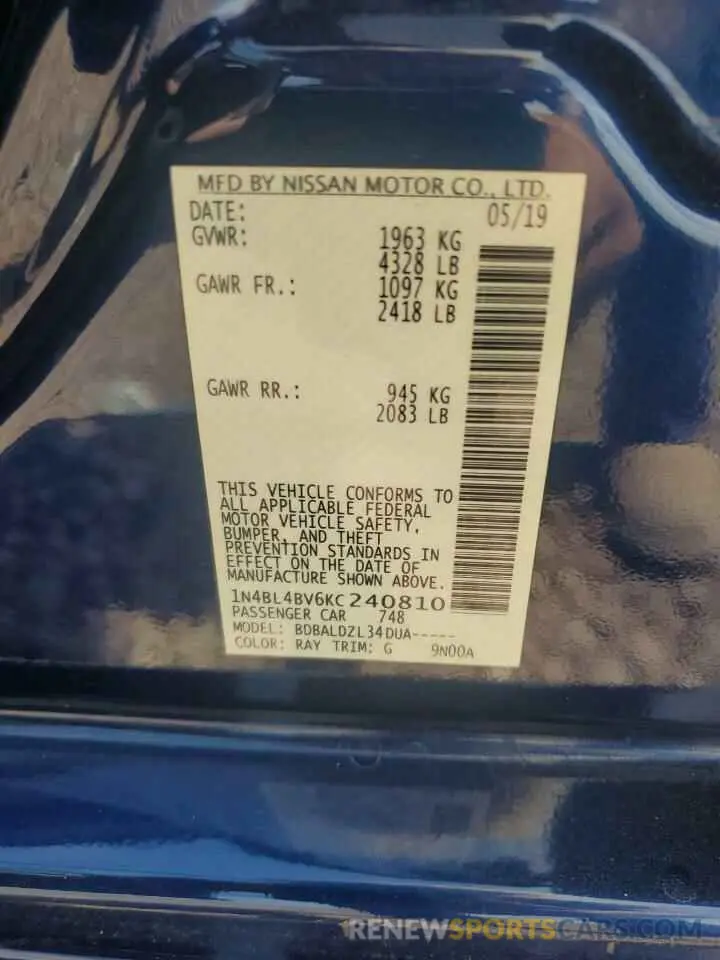 MFD BY NISSAN MOTOR CO., LTD.
DATE: 05/19
GVWR: 1963 KG
4328 LB
GAWR FR.: 1097 KG
2418 LB
GAWR RR.: 945 KG
2083 LB
THIS VEHICLE CONFORMS TO
ALL APPLICABLE FEDERAL
MOTOR VEHICLE SAFETY,
BUMPER, AND THEFT
PREVENTION STANDARDS IN
EFFECT ON THE DATE OF
MANUFACTURE SHOWN ABOVE.
1N4BL4BV6KC240810
PASSENGER CAR 748
MODEL: BDBALDZL34DUA-----
COLOR: RAY TRIM: G 9N00A
RENEWSPORTSCARS.COM